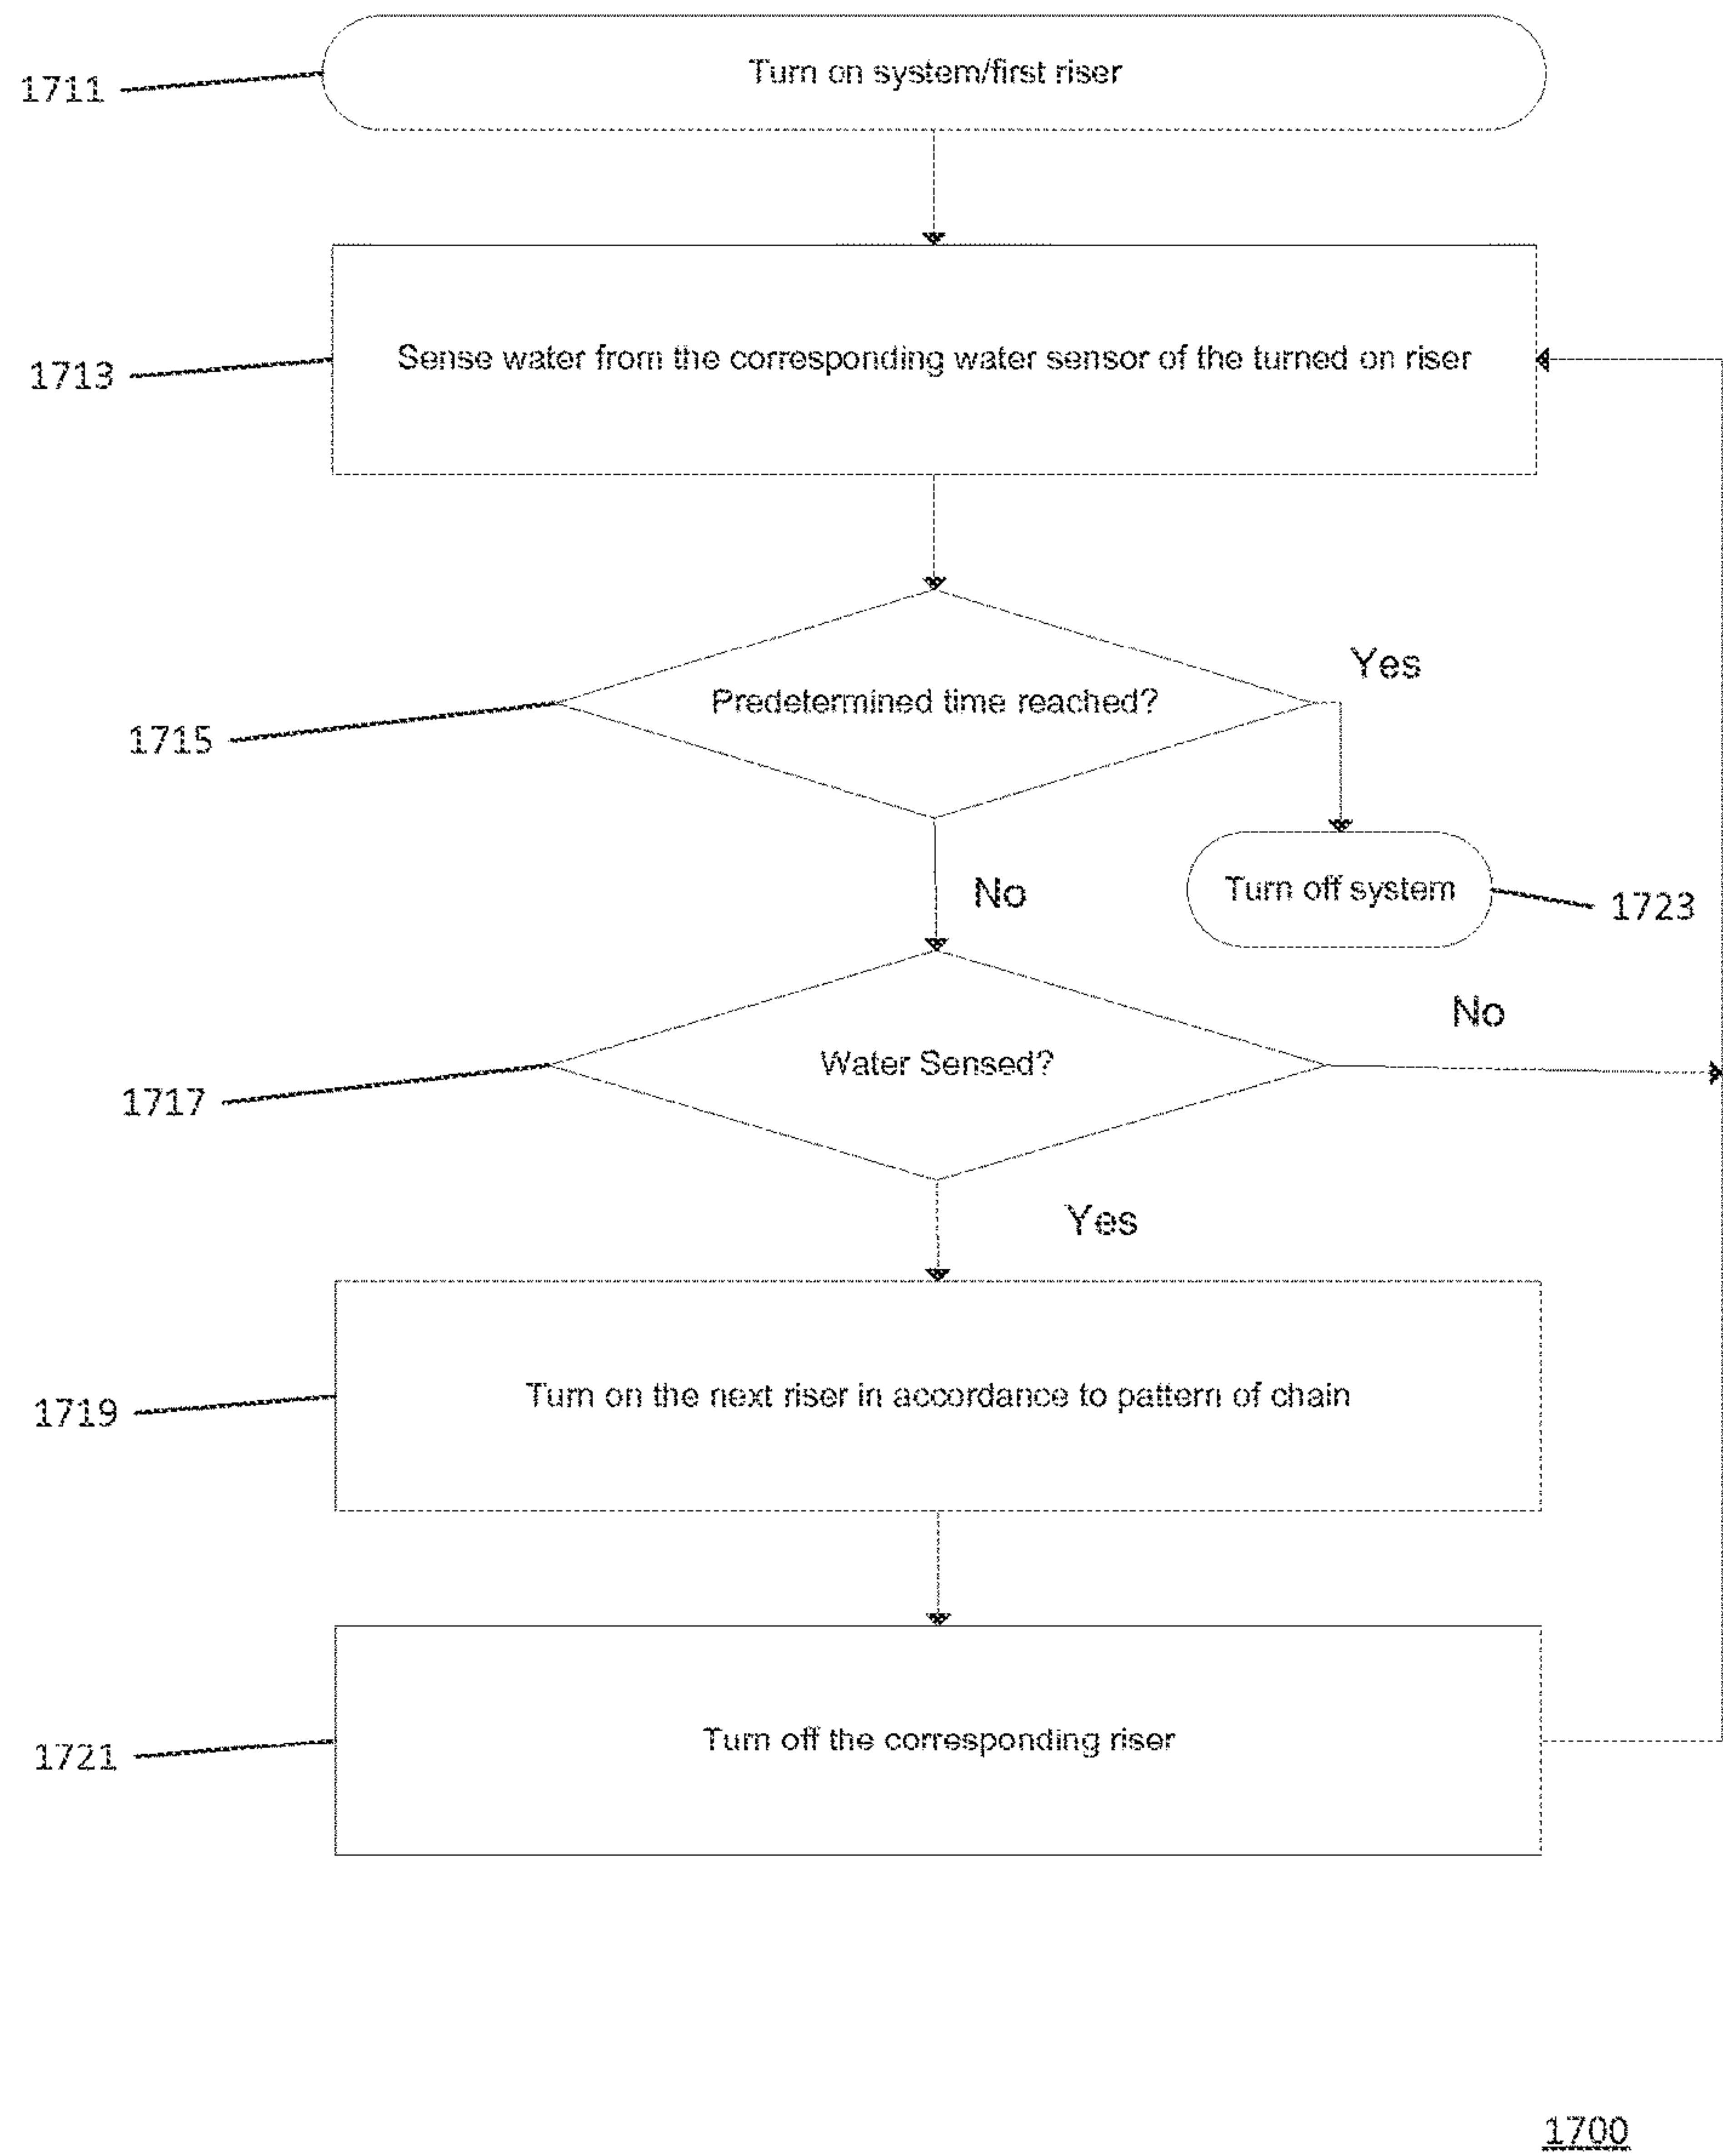 Turn on system/first riser
1711
Sense water from the corresponding water sensor of the turned on riser
1713
Yes
Predetermined time reached?
1715
No
Turn off system
1723
No
Water Sensed?
1717
Yes
Turn on the next riser in accordance to pattern of chain
1719
Turn off the corresponding riser
1721
1700